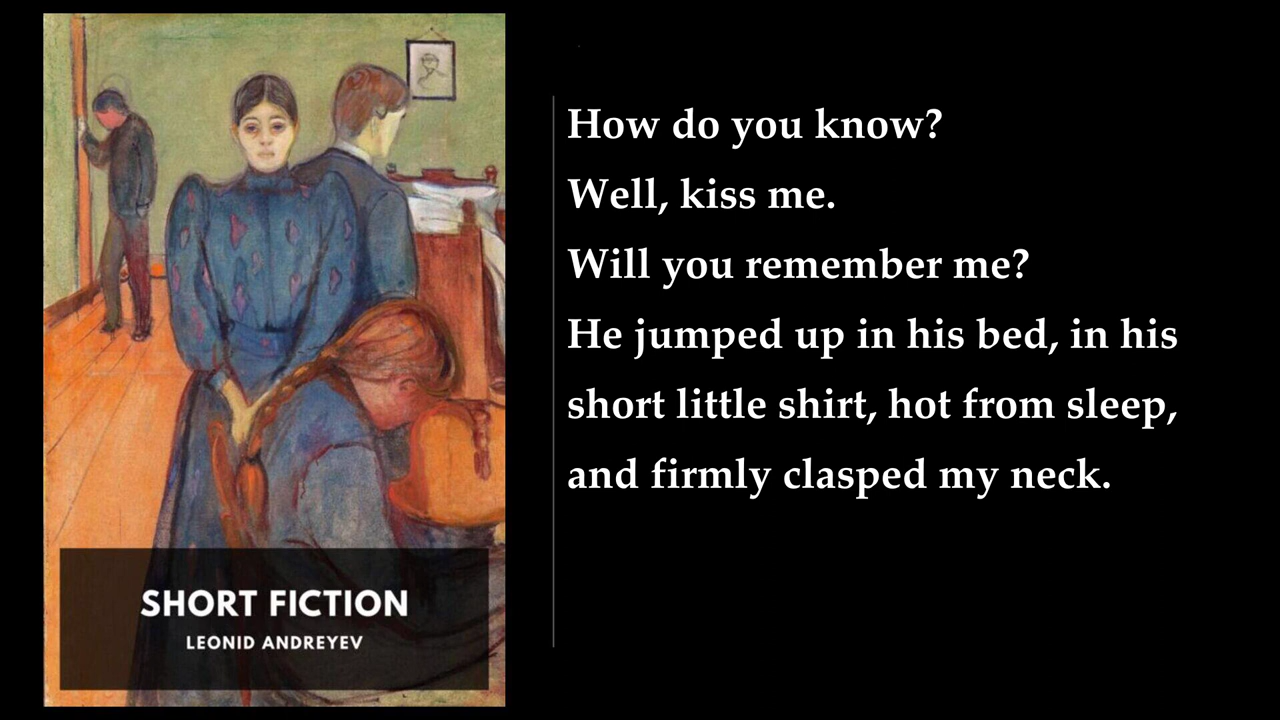 How do you know?
Well, kiss me.
Will you remember me?
He jumped up in his bed, in his
short little shirt, hot from sleep,
and firmly clasped my neck.
SHORT FICTION
LEONID ANDREYEV